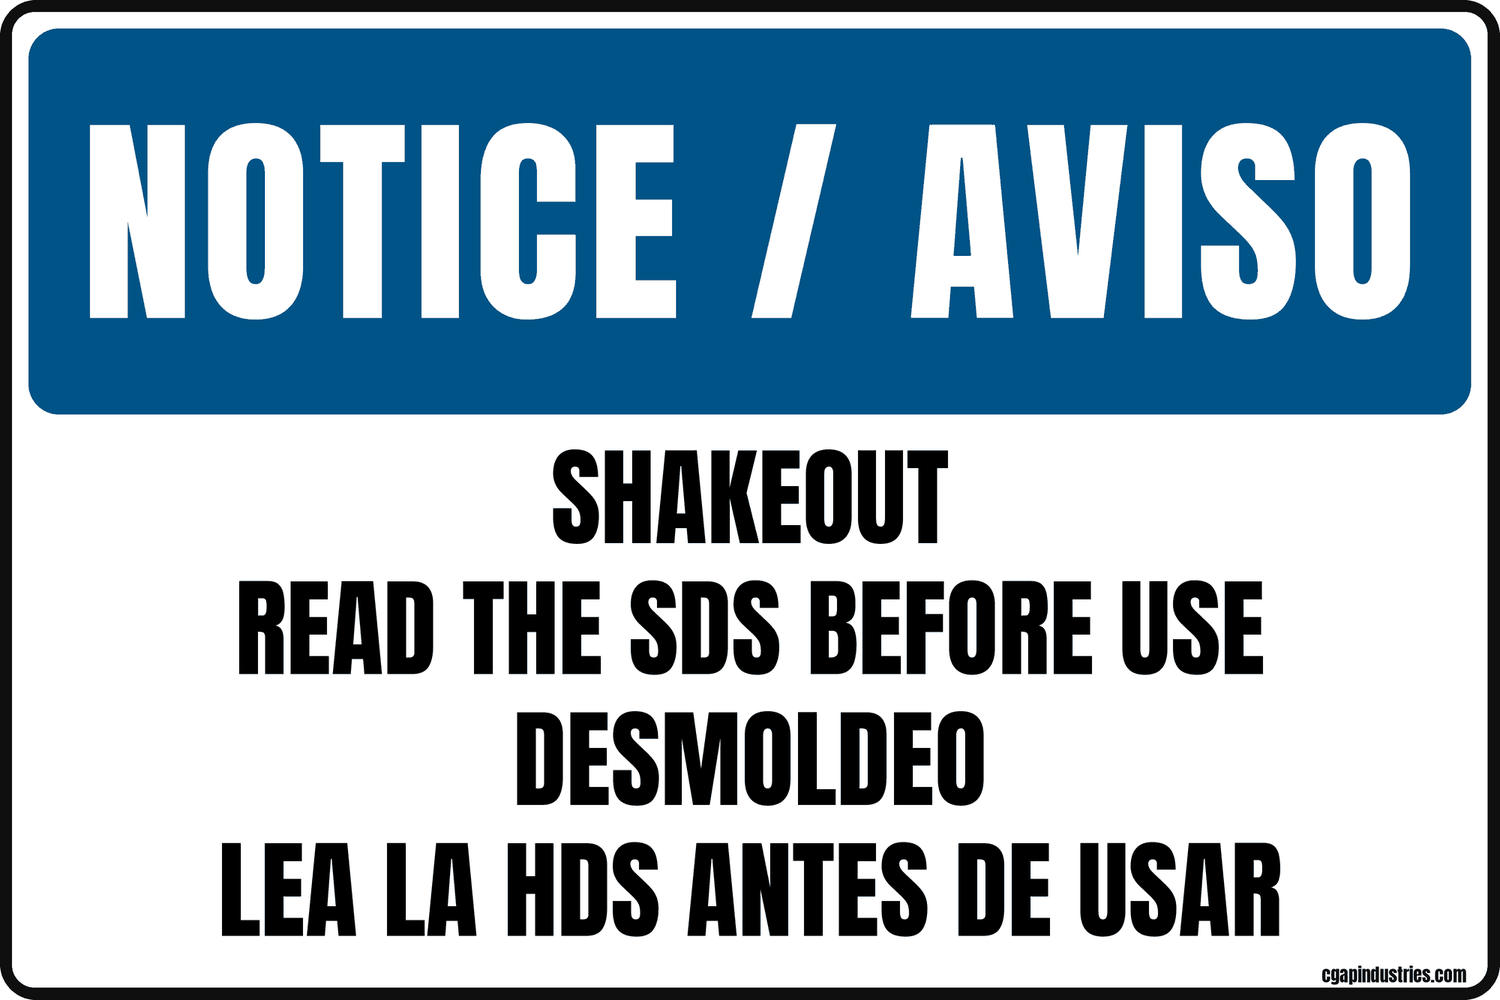 NOTICE / AVISO
SHAKEOUT
READ THE SDS BEFORE USE
DESMOLDEO
LEA LA HDS ANTES DE USAR
cgapindustries.com